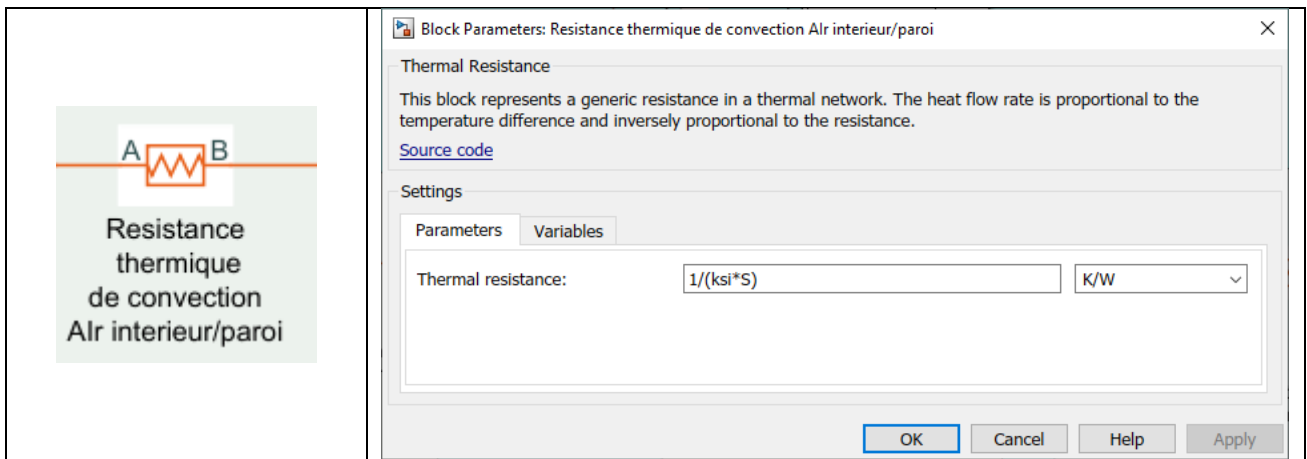 A B
Resistance
thermique
de convection
AIr interieur/paroi
Block Parameters: Resistance thermique de convection AIr interieur/paroi
Thermal Resistance
This block represents a generic resistance in a thermal network. The heat flow rate is proportional to the
temperature difference and inversely proportional to the resistance.
Source code
Settings
Parameters Variables
Thermal resistance: 1/(ksi*S) K/W
OK Cancel Help Apply